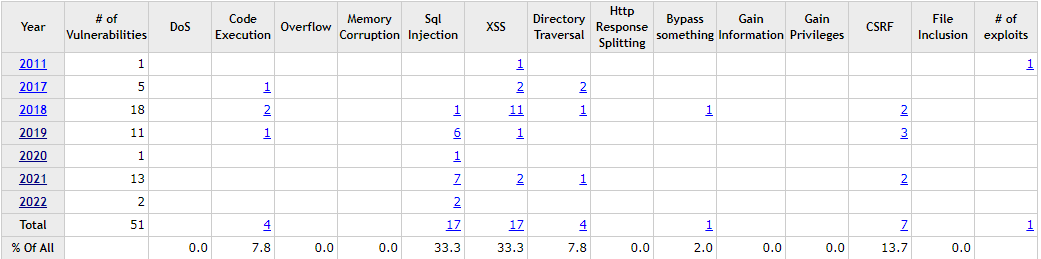 Year # of Vulnerabilities DoS Code Execution Overflow Memory Corruption Sql Injection XSS Directory Traversal Http Response Splitting Bypass something Gain Information Gain Privileges CSRF File Inclusion # of exploits
2011 1 1 1
2017 5 1 2 2
2018 18 2 1 11 1 1 2
2019 11 1 6 1 3
2020 1 1
2021 13 7 2 1 2
2022 2 2
Total 51 4 17 17 4 1 7 1
% Of All 0.0 7.8 0.0 0.0 33.3 33.3 7.8 0.0 2.0 0.0 0.0 13.7 0.0